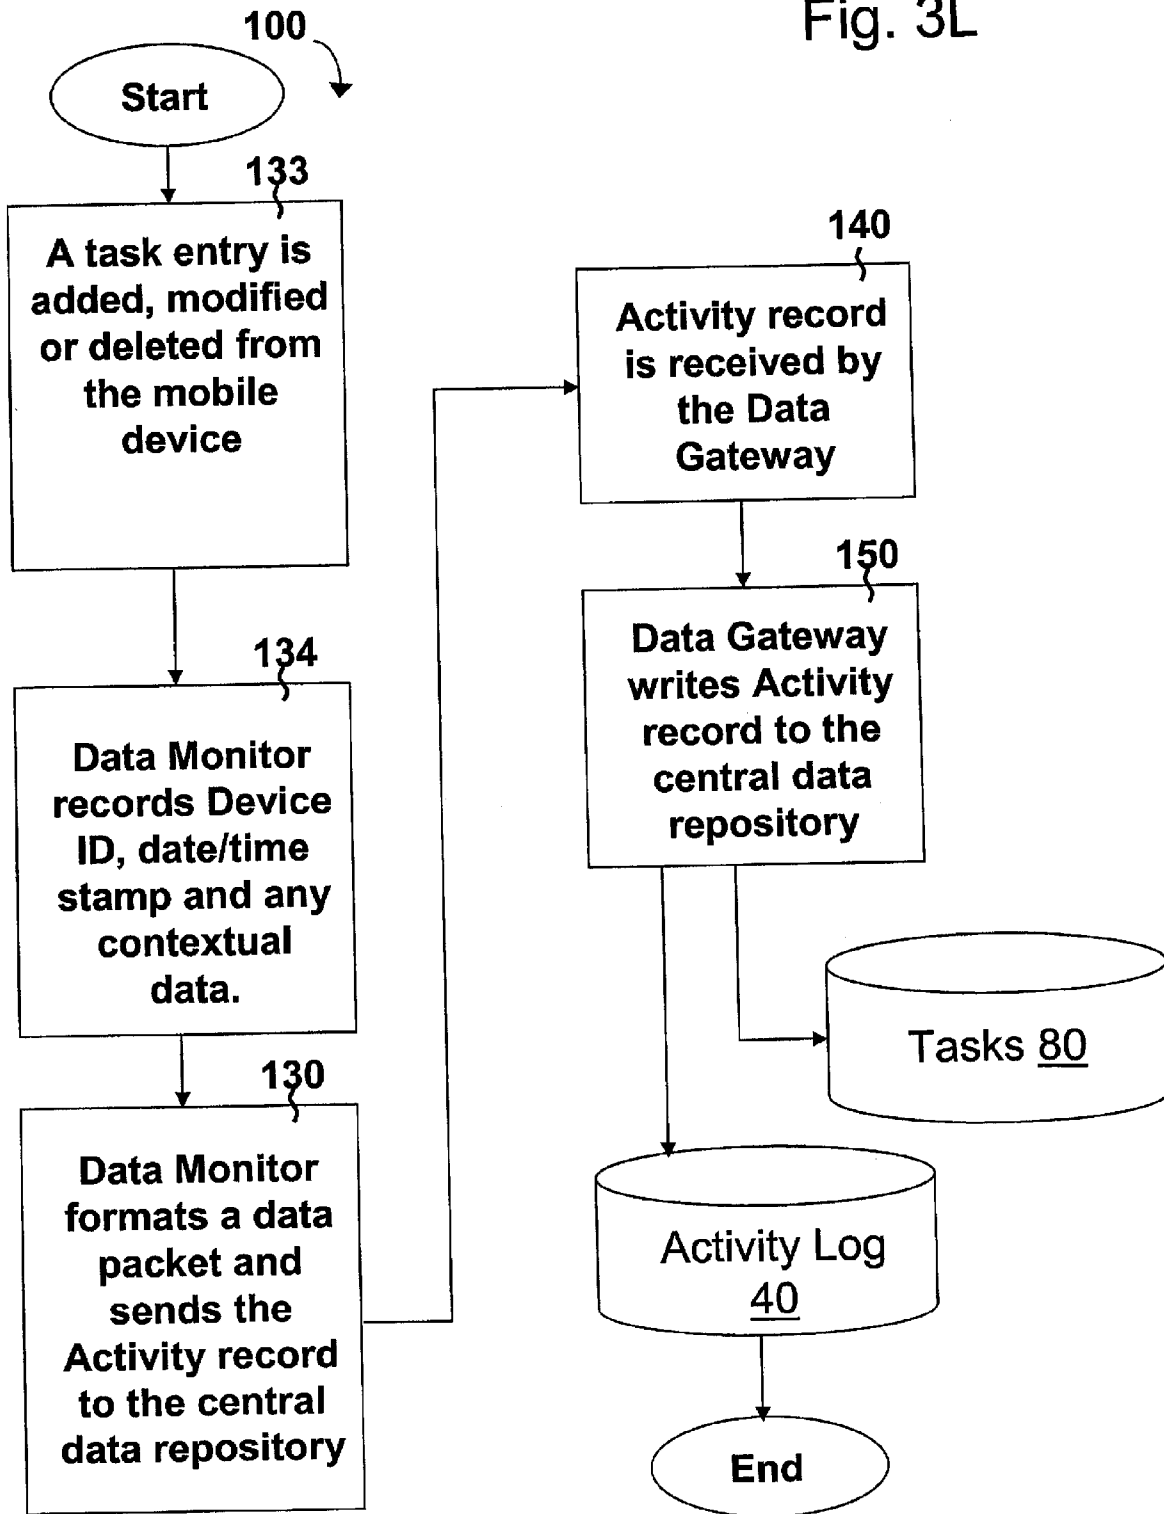 Fig. 3L
100
Start
133
A task entry is
added, modified
or deleted from
the mobile
device
134
Data Monitor
records Device
ID, date/time
stamp and any
contextual
data.
130
Data Monitor
formats a data
packet and
sends the
Activity record
to the central
data repository
140
Activity record
is received by
the Data
Gateway
150
Data Gateway
writes Activity
record to the
central data
repository
Tasks 80
Activity Log
40
End